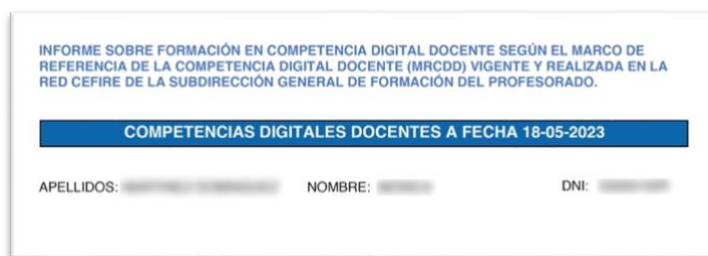 INFORME SOBRE FORMACIÓN EN COMPETENCIA DIGITAL DOCENTE SEGÚN EL MARCO DE
REFERENCIA DE LA COMPETENCIA DIGITAL DOCENTE (MRCDD) VIGENTE Y REALIZADA EN LA
RED CEFIRE DE LA SUBDIRECCIÓN GENERAL DE FORMACIÓN DEL PROFESORADO.
COMPETENCIAS DIGITALES DOCENTES A FECHA 18-05-2023
APELLIDOS: NOMBRE: DNI: